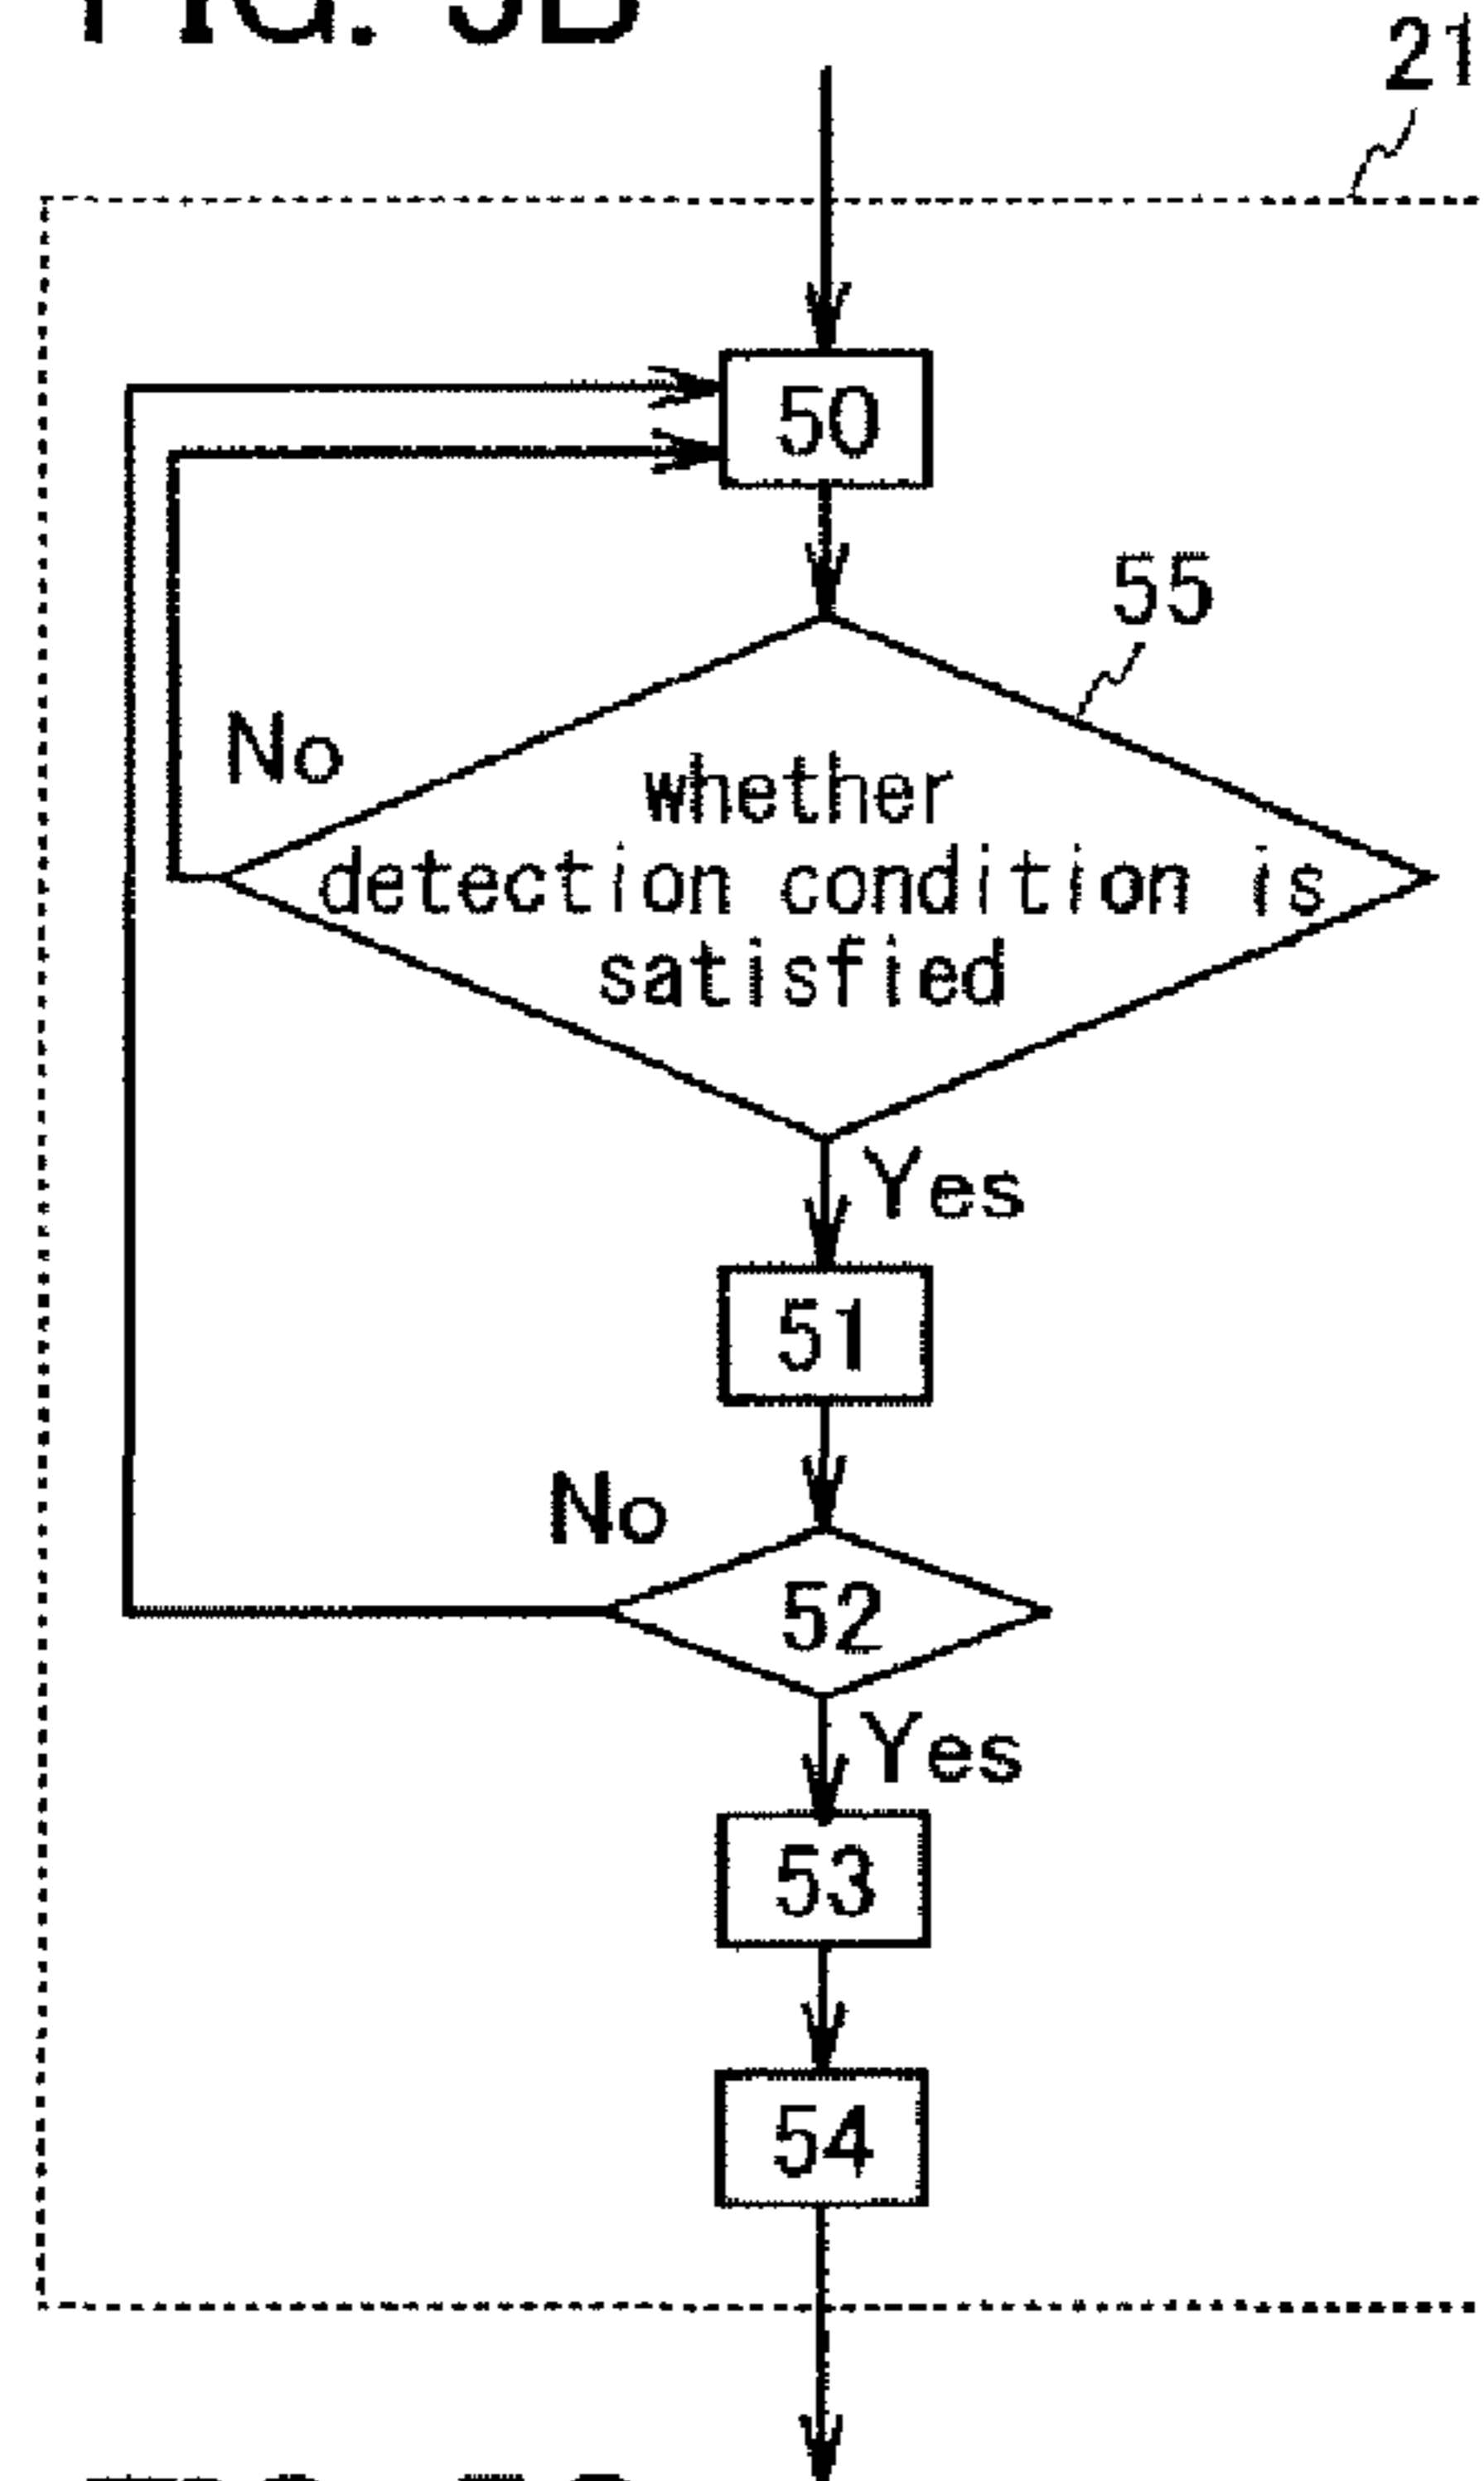 21
50
55
No
whether
detection condition is
satisfied
Yes
51
No
52
Yes
53
54